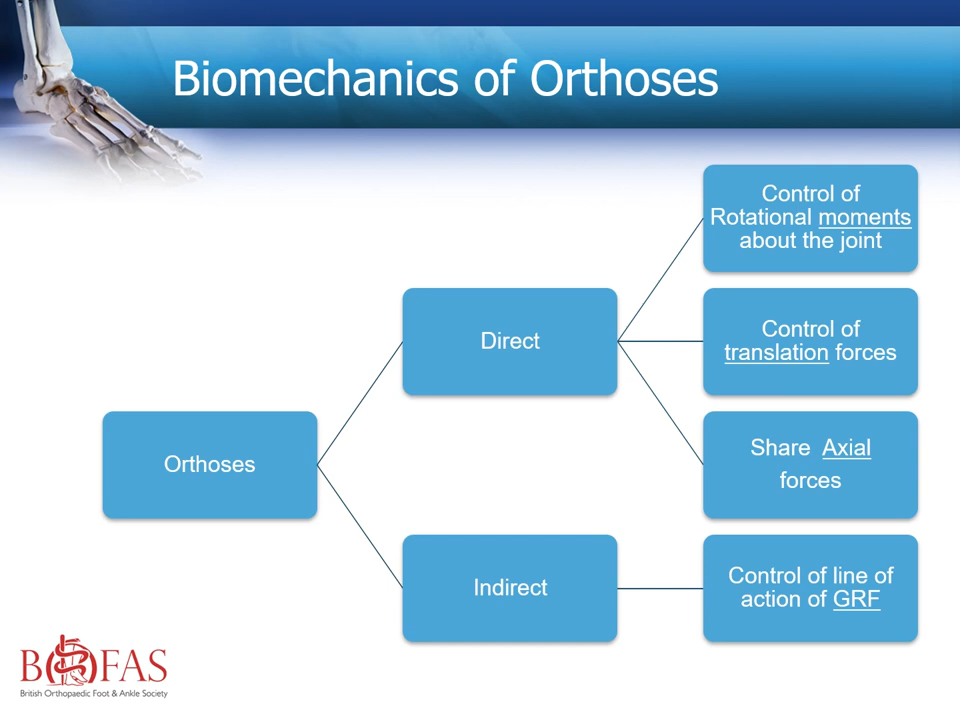 Biomechanics of Orthoses
Control of
Rotational moments
about the joint
Direct
Control of
translation forces
Orthoses
Share Axial
forces
Indirect
Control of line of
action of GRF
BOFAS
British Orthopaedic Foot & Ankle Society